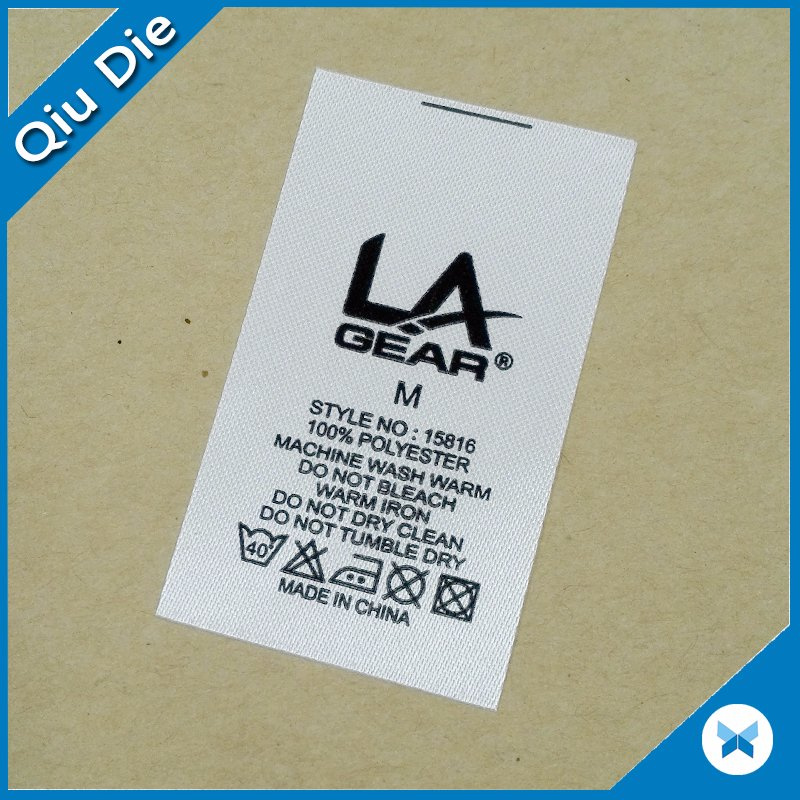 Qiu Die
LA
GEAR®
M
STYLE NO : 15816
100% POLYESTER
MACHINE WASH WARM
DO NOT BLEACH
WARM IRON
DO NOT DRY CLEAN
DO NOT TUMBLE DRY
40
MADE IN CHINA